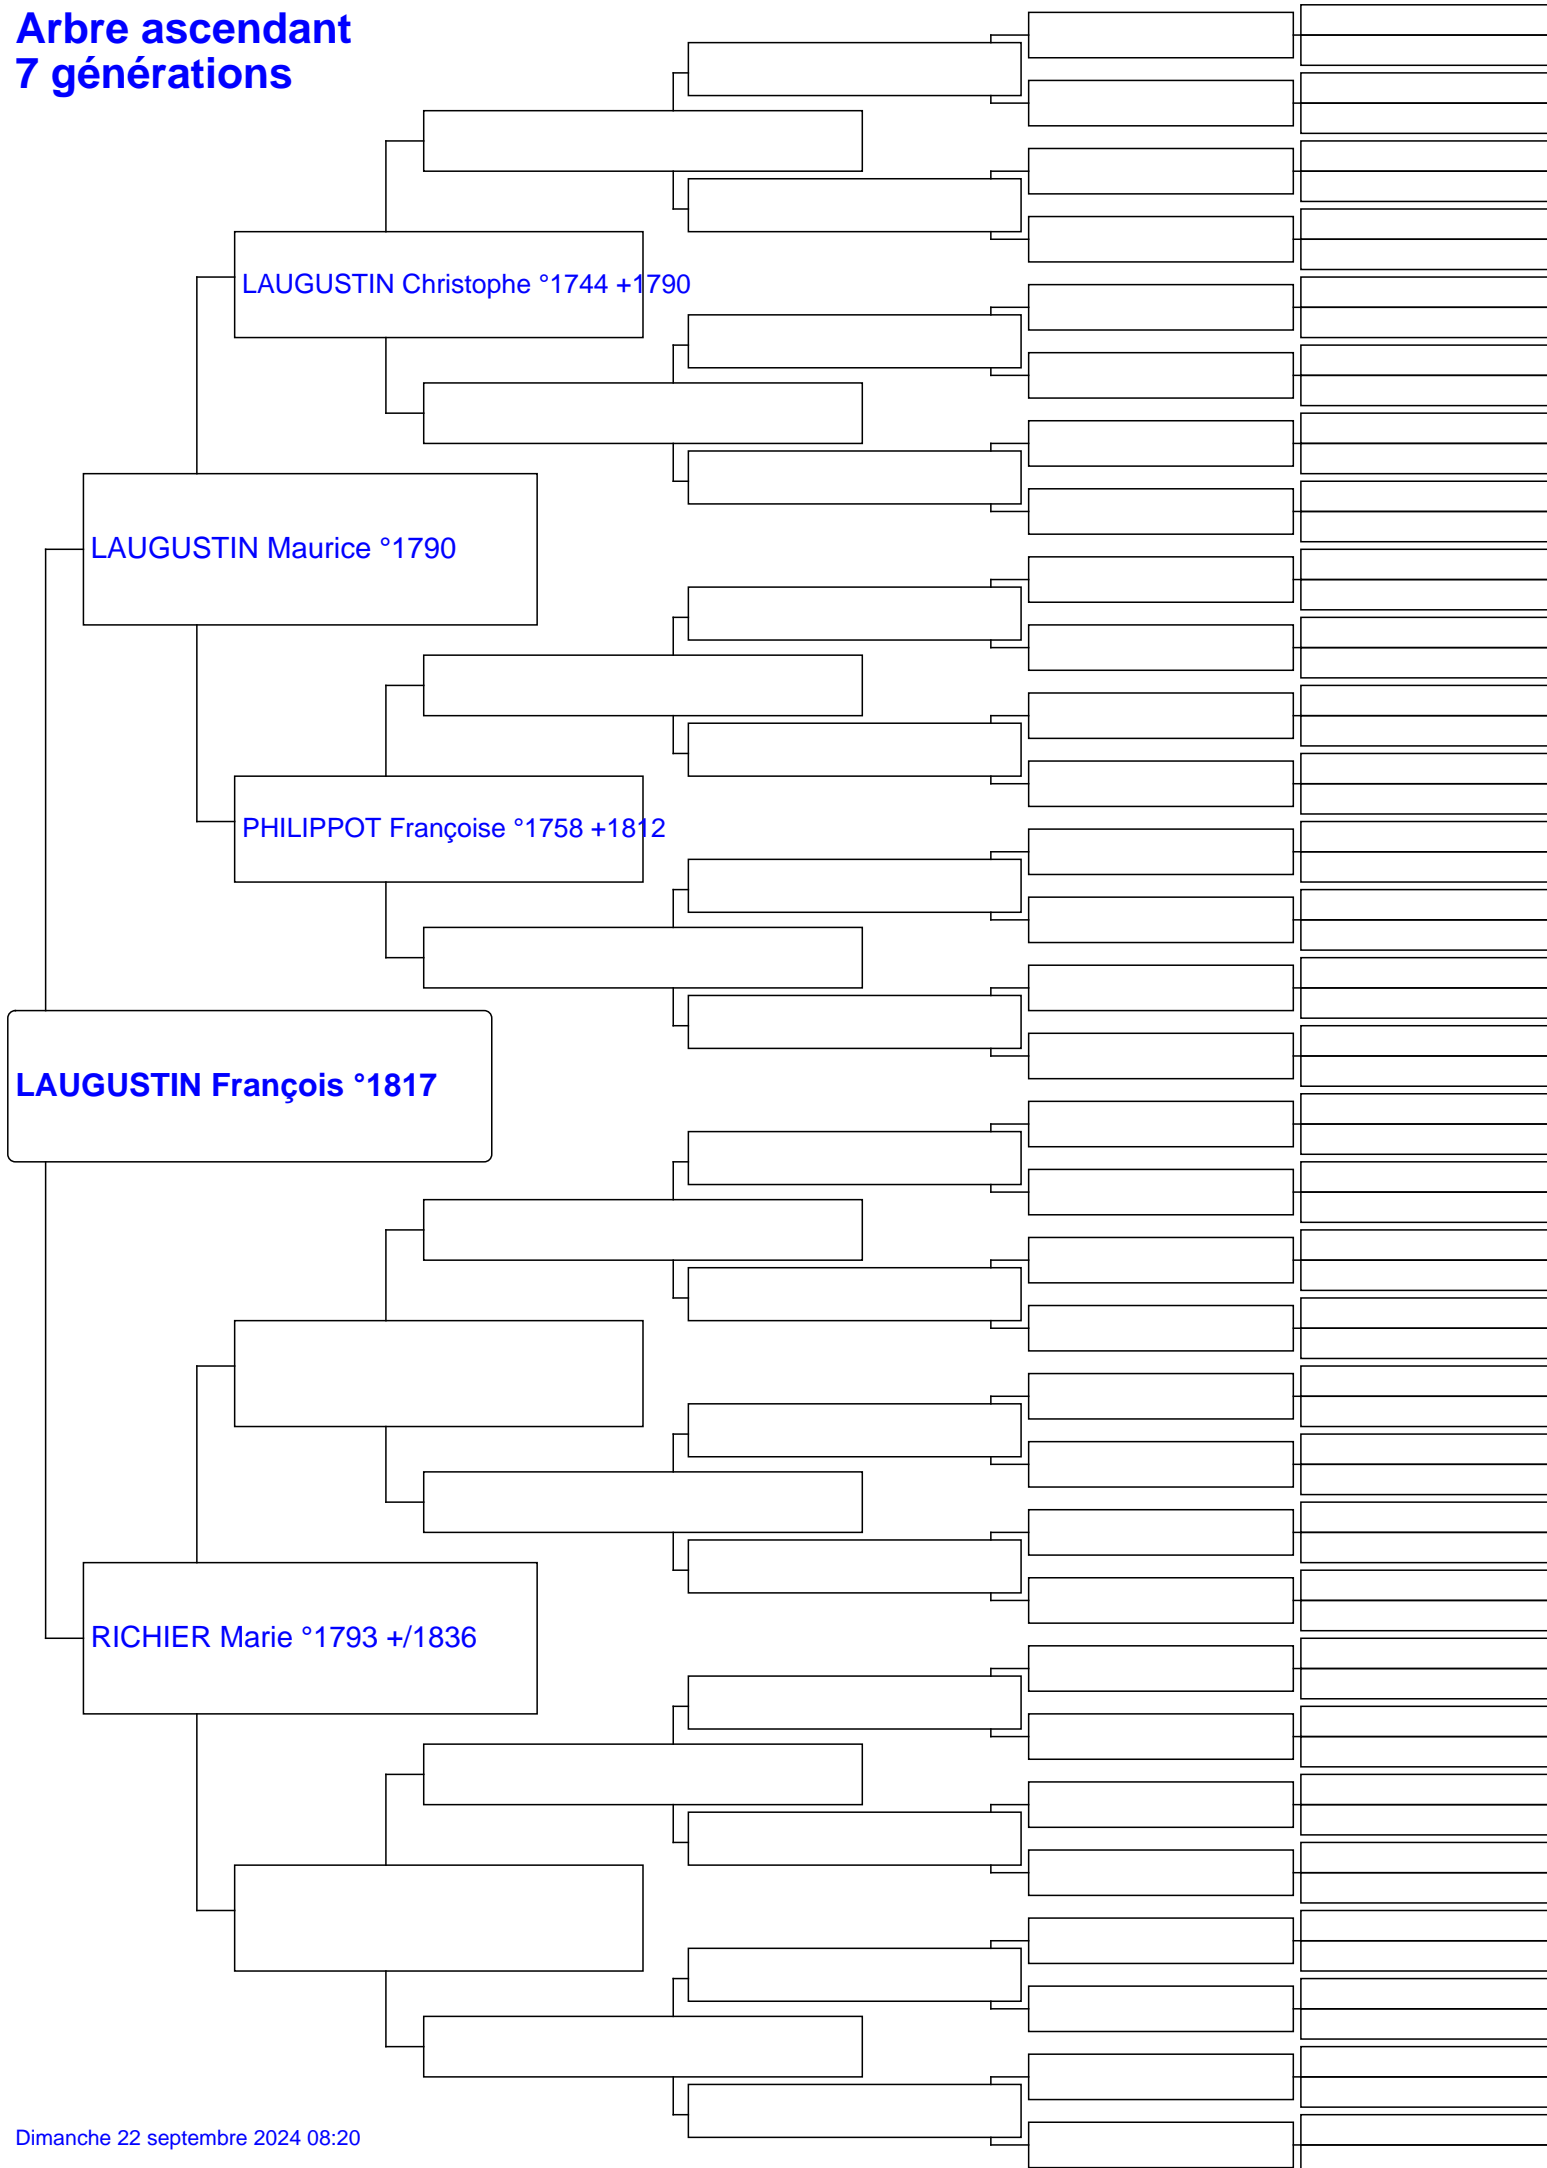 Arbre ascendant
7 générations
LAUGUSTIN Christophe °1744 +1790
LAUGUSTIN Maurice °1790
PHILIPPOT Françoise °1758 +1812
LAUGUSTIN François °1817
RICHIER Marie °1793 +/1836
Dimanche 22 septembre 2024 08:20